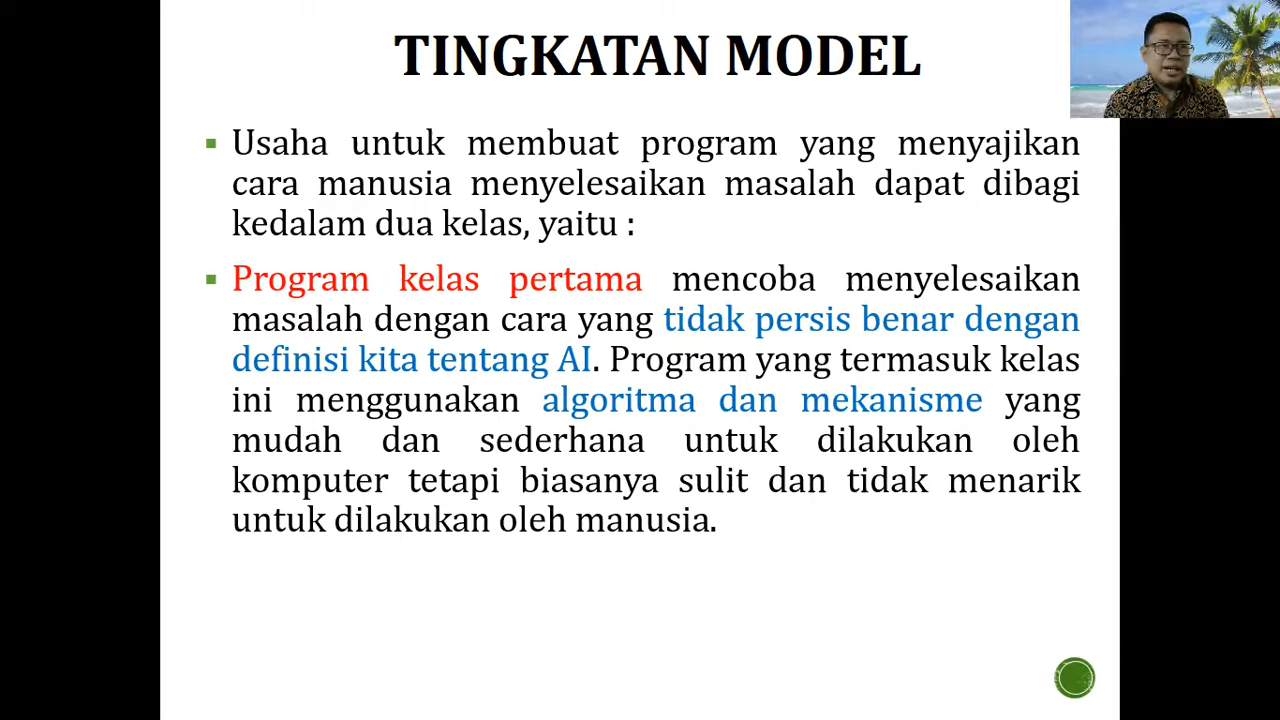 TINGKATAN MODEL
Usaha untuk membuat program yang menyajikan
cara manusia menyelesaikan masalah dapat dibagi
kedalam dua kelas, yaitu :
Program kelas pertama mencoba menyelesaikan
masalah dengan cara yang tidak persis benar dengan
definisi kita tentang AI. Program yang termasuk kelas
ini menggunakan algoritma dan mekanisme yang
mudah dan sederhana untuk dilakukan oleh
komputer tetapi biasanya sulit dan tidak menarik
untuk dilakukan oleh manusia.